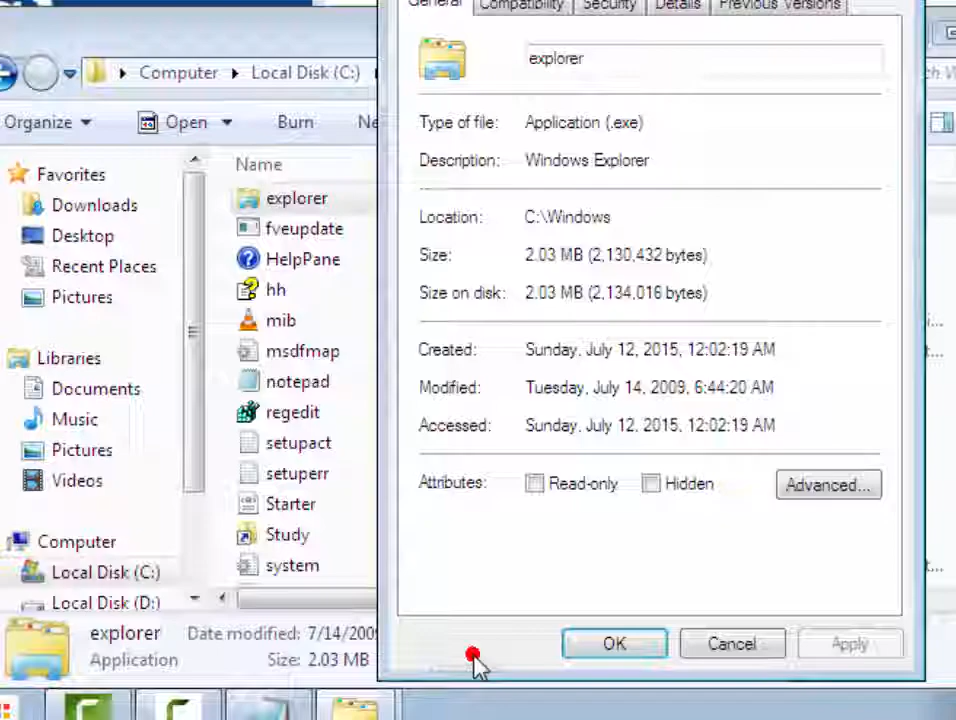 General Compatibility Security Details Previous Versions
explorer
Computer Local Disk (C:)
Organize Open Burn
Type of file: Application (.exe)
Description: Windows Explorer
Location: C:\Windows
Size: 2.03 MB (2,130,432 bytes)
Size on disk: 2.03 MB (2,134,016 bytes)
Created: Sunday, July 12, 2015, 12:02:19 AM
Modified: Tuesday, July 14, 2009, 6:44:20 AM
Accessed: Sunday, July 12, 2015, 12:02:19 AM
Attributes: Read-only Hidden Advanced...
OK Cancel Apply
Favorites
Downloads
Desktop
Recent Places
Pictures
Libraries
Documents
Music
Pictures
Videos
Computer
Local Disk (C:)
Local Disk (D:)
Name
explorer
fveupdate
HelpPane
hh
mib
msdfmap
notepad
regedit
setupact
setuperr
Starter
Study
system
explorer Date modified: 7/14/200
Application Size: 2.03 MB